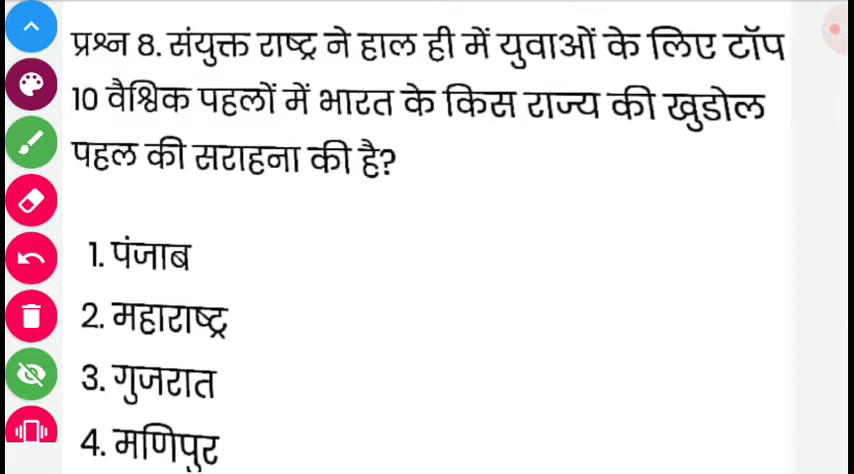 प्रश्न 8. संयुक्त राष्ट्र ने हाल ही में युवाओं के लिए टॉप
10 वैश्विक पहलों में भारत के किस राज्य की खुडोल
पहल की सराहना की है?
1. पंजाब
2. महाराष्ट्र
3. गुजरात
4. मणिपुर